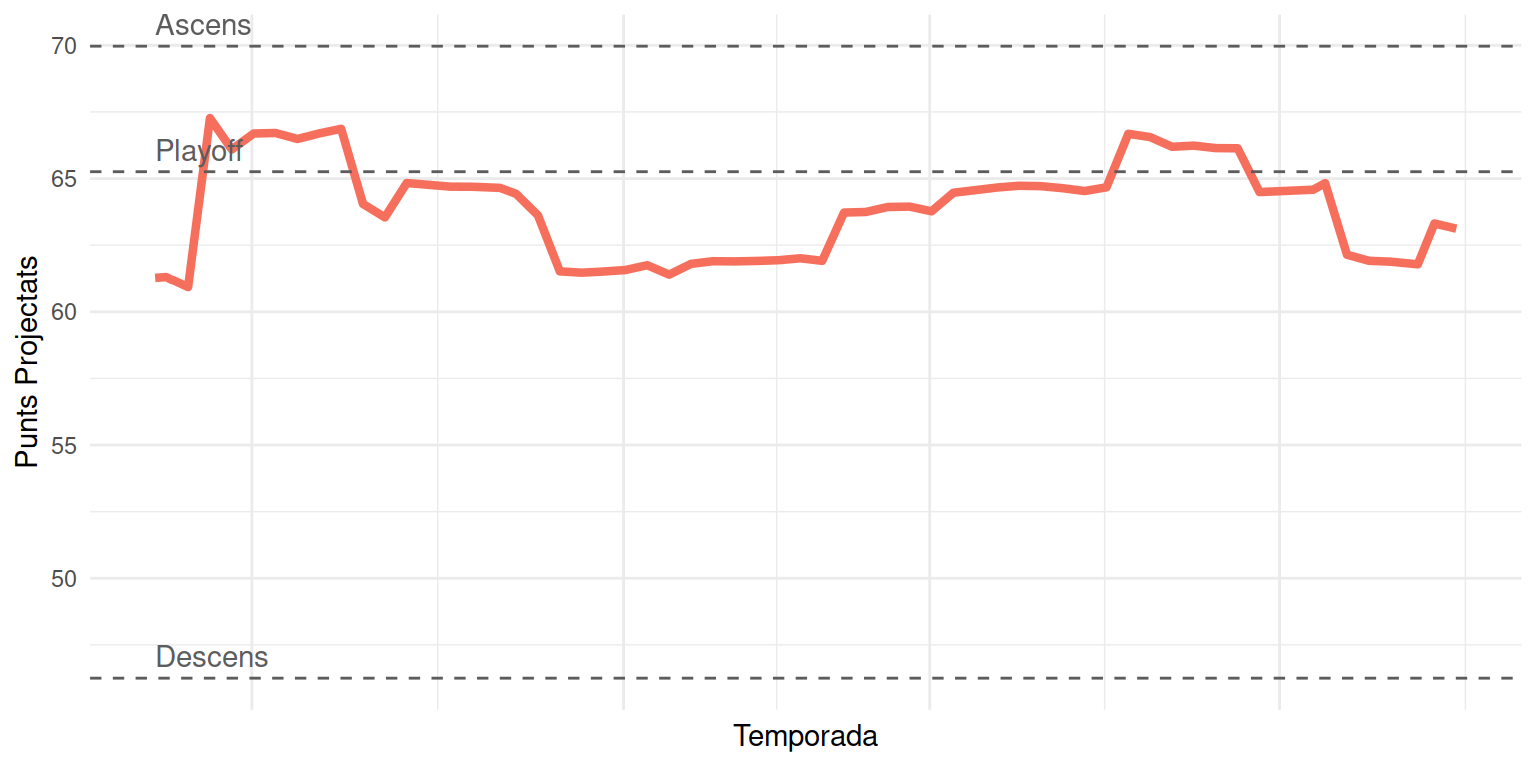 Ascens
70
Playoff
65
60
55
50
Descens
Punts Projectats
Temporada